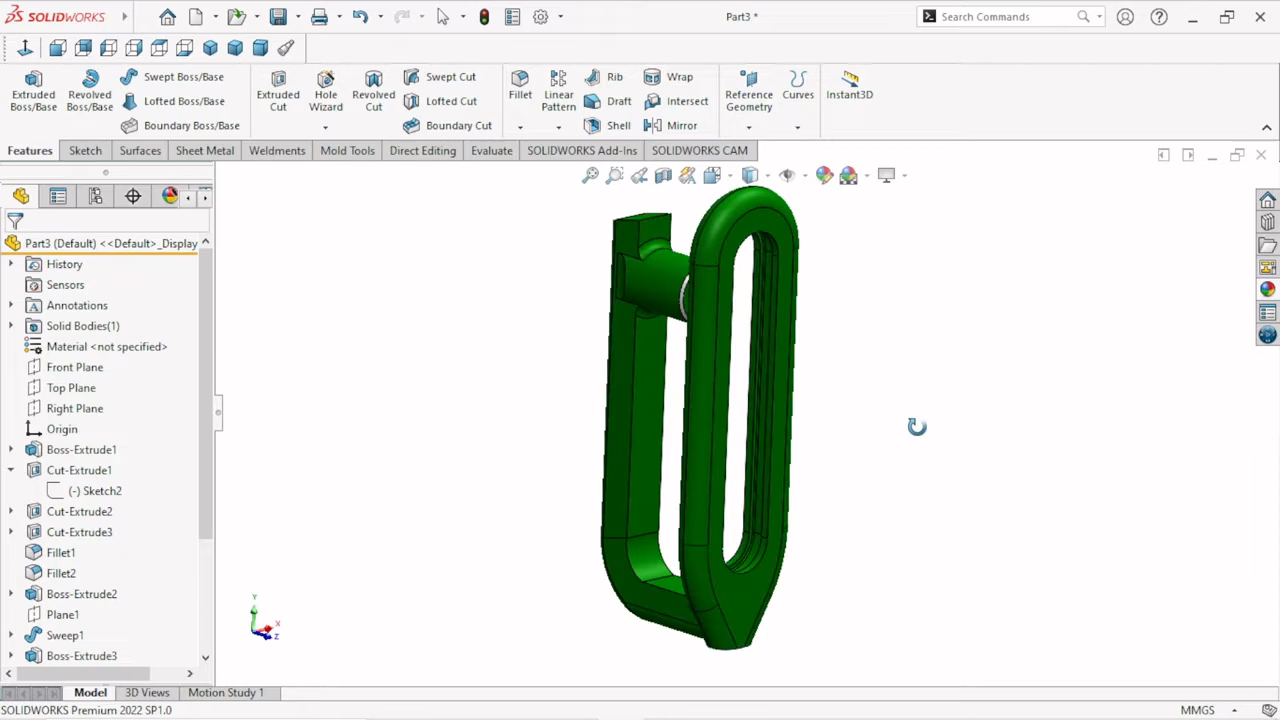 SOLIDWORKS
Part3 *
Search Commands
Extruded Boss/Base
Revolved Boss/Base
Swept Boss/Base
Lofted Boss/Base
Boundary Boss/Base
Extruded Cut
Hole Wizard
Revolved Cut
Swept Cut
Lofted Cut
Boundary Cut
Fillet
Linear Pattern
Rib
Draft
Shell
Wrap
Intersect
Mirror
Reference Geometry
Curves
Instant3D
Features Sketch Surfaces Sheet Metal Weldments Mold Tools Direct Editing Evaluate SOLIDWORKS Add-Ins SOLIDWORKS CAM
Part3 (Default) <<Default>_Display
History
Sensors
Annotations
Solid Bodies(1)
Material <not specified>
Front Plane
Top Plane
Right Plane
Origin
Boss-Extrude1
Cut-Extrude1
(-) Sketch2
Cut-Extrude2
Cut-Extrude3
Fillet1
Fillet2
Boss-Extrude2
Plane1
Sweep1
Boss-Extrude3
Y
X
Z
Model 3D Views Motion Study 1
SOLIDWORKS Premium 2022 SP1.0
MMGS